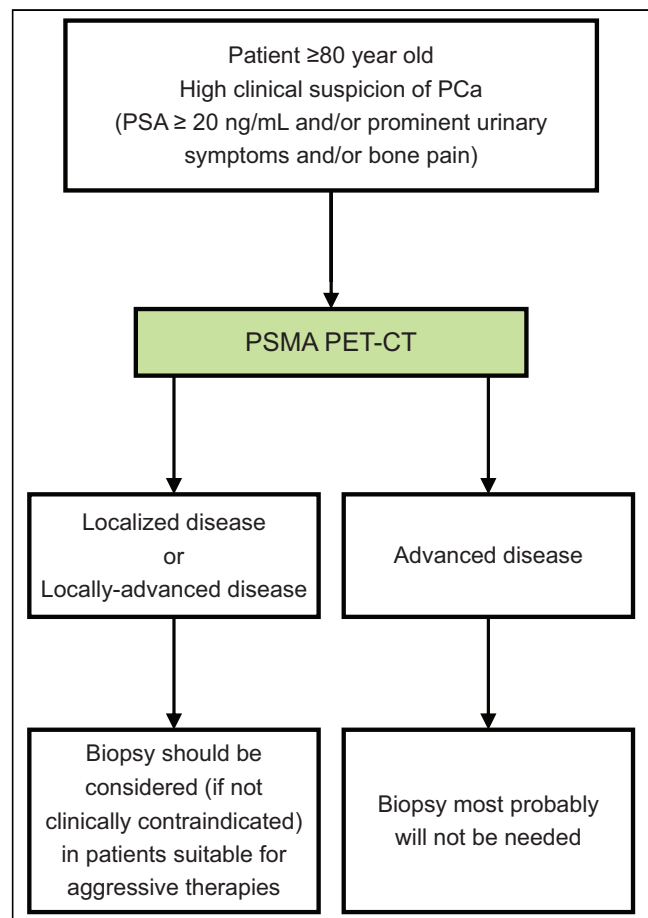 Patient ≥80 year old
High clinical suspicion of PCa
(PSA ≥ 20 ng/mL and/or prominent urinary
symptoms and/or bone pain)
PSMA PET-CT
Localized disease
or
Locally-advanced disease
Advanced disease
Biopsy should be
considered (if not
clinically contraindicated)
in patients suitable for
aggressive therapies
Biopsy most probably
will not be needed